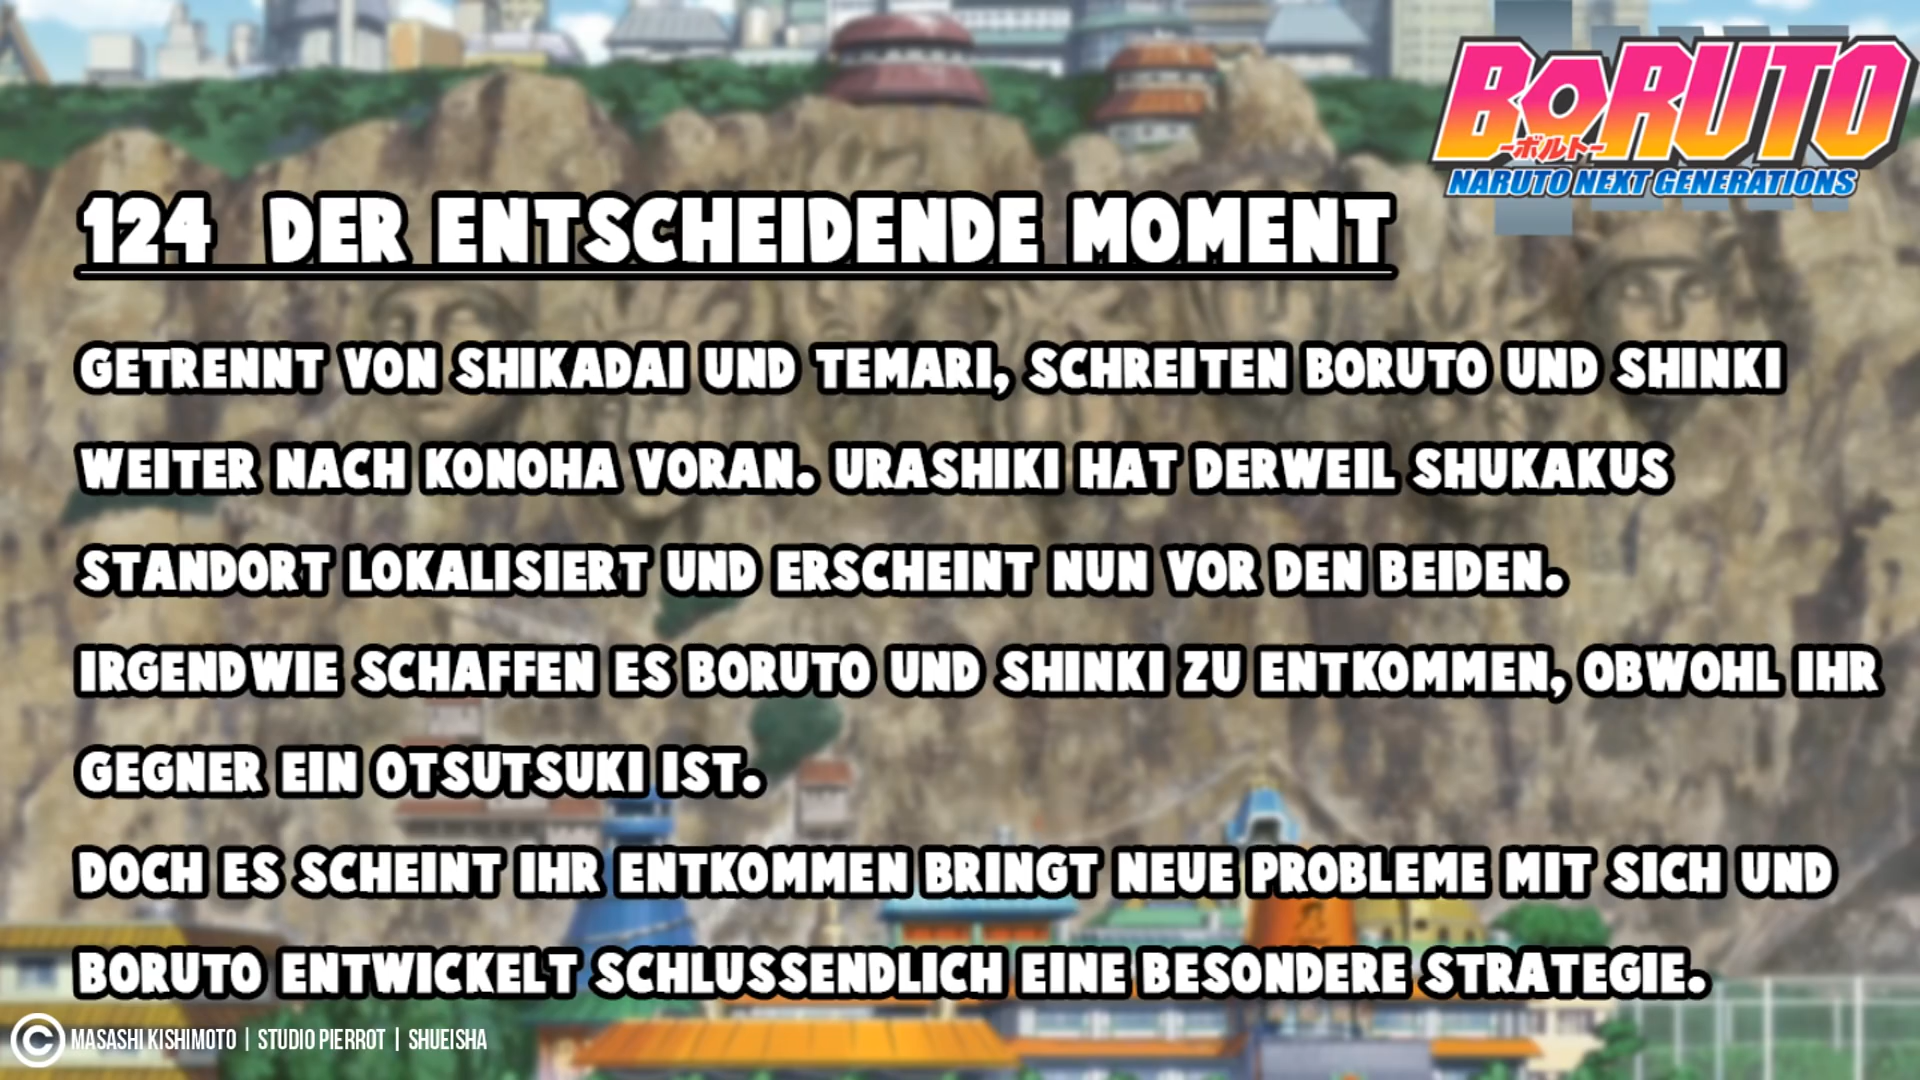 BORUTO
-ボルト-
NARUTO NEXT GENERATIONS
124 DER ENTSCHEIDENDE MOMENT
GETRENNT VON SHIKADAI UND TEMARI, SCHREITEN BORUTO UND SHINKI
WEITER NACH KONOHA VORAN. URASHIKI HAT DERWEIL SHUKAKUS
STANDORT LOKALISIERT UND ERSCHEINT NUN VOR DEN BEIDEN.
IRGENDWIE SCHAFFEN ES BORUTO UND SHINKI ZU ENTKOMMEN, OBWOHL IHR
GEGNER EIN OTSUTSUKI IST.
DOCH ES SCHEINT IHR ENTKOMMEN BRINGT NEUE PROBLEME MIT SICH UND
BORUTO ENTWICKELT SCHLUSSENDLICH EINE BESONDERE STRATEGIE.
© MASASHI KISHIMOTO | STUDIO PIERROT | SHUEISHA